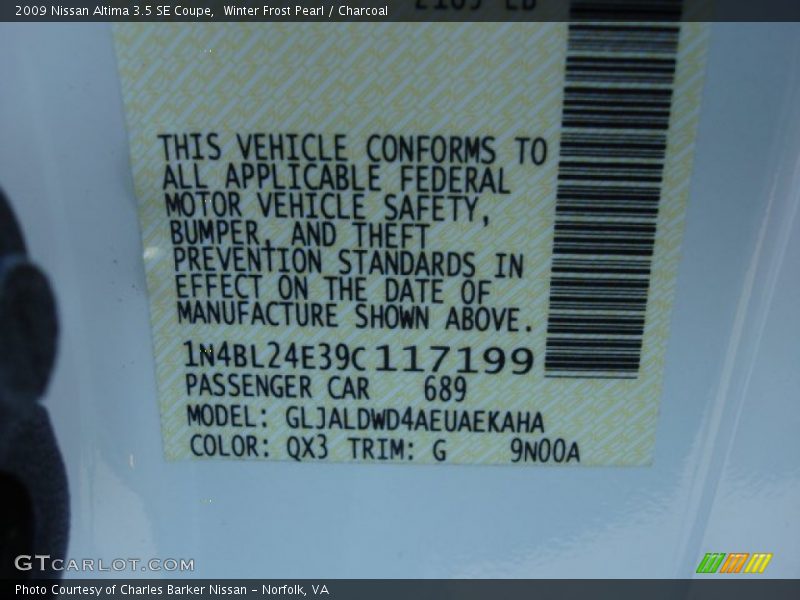 2009 Nissan Altima 3.5 SE Coupe,  Winter Frost Pearl / Charcoal
THIS VEHICLE CONFORMS TO
ALL APPLICABLE FEDERAL
MOTOR VEHICLE SAFETY,
BUMPER, AND THEFT
PREVENTION STANDARDS IN
EFFECT ON THE DATE OF
MANUFACTURE SHOWN ABOVE.
1N4BL24E39C117199
PASSENGER CAR 689
MODEL: GLJALDWD4AEUAEKAHA
COLOR: QX3 TRIM: G 9N00A
GTCARLOT.COM
Photo Courtesy of Charles Barker Nissan - Norfolk, VA